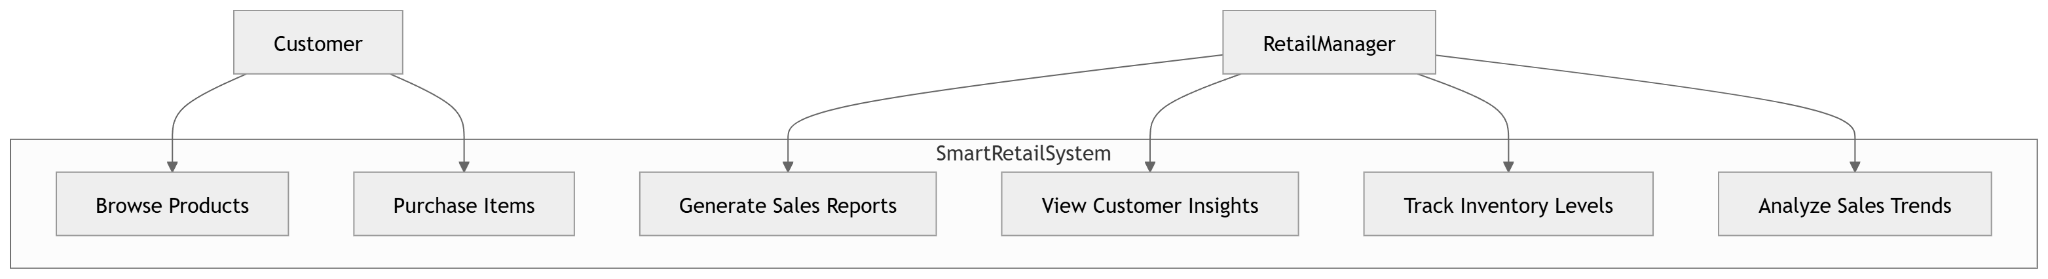 Customer
RetailManager
SmartRetailSystem
Browse Products
Purchase Items
Generate Sales Reports
View Customer Insights
Track Inventory Levels
Analyze Sales Trends